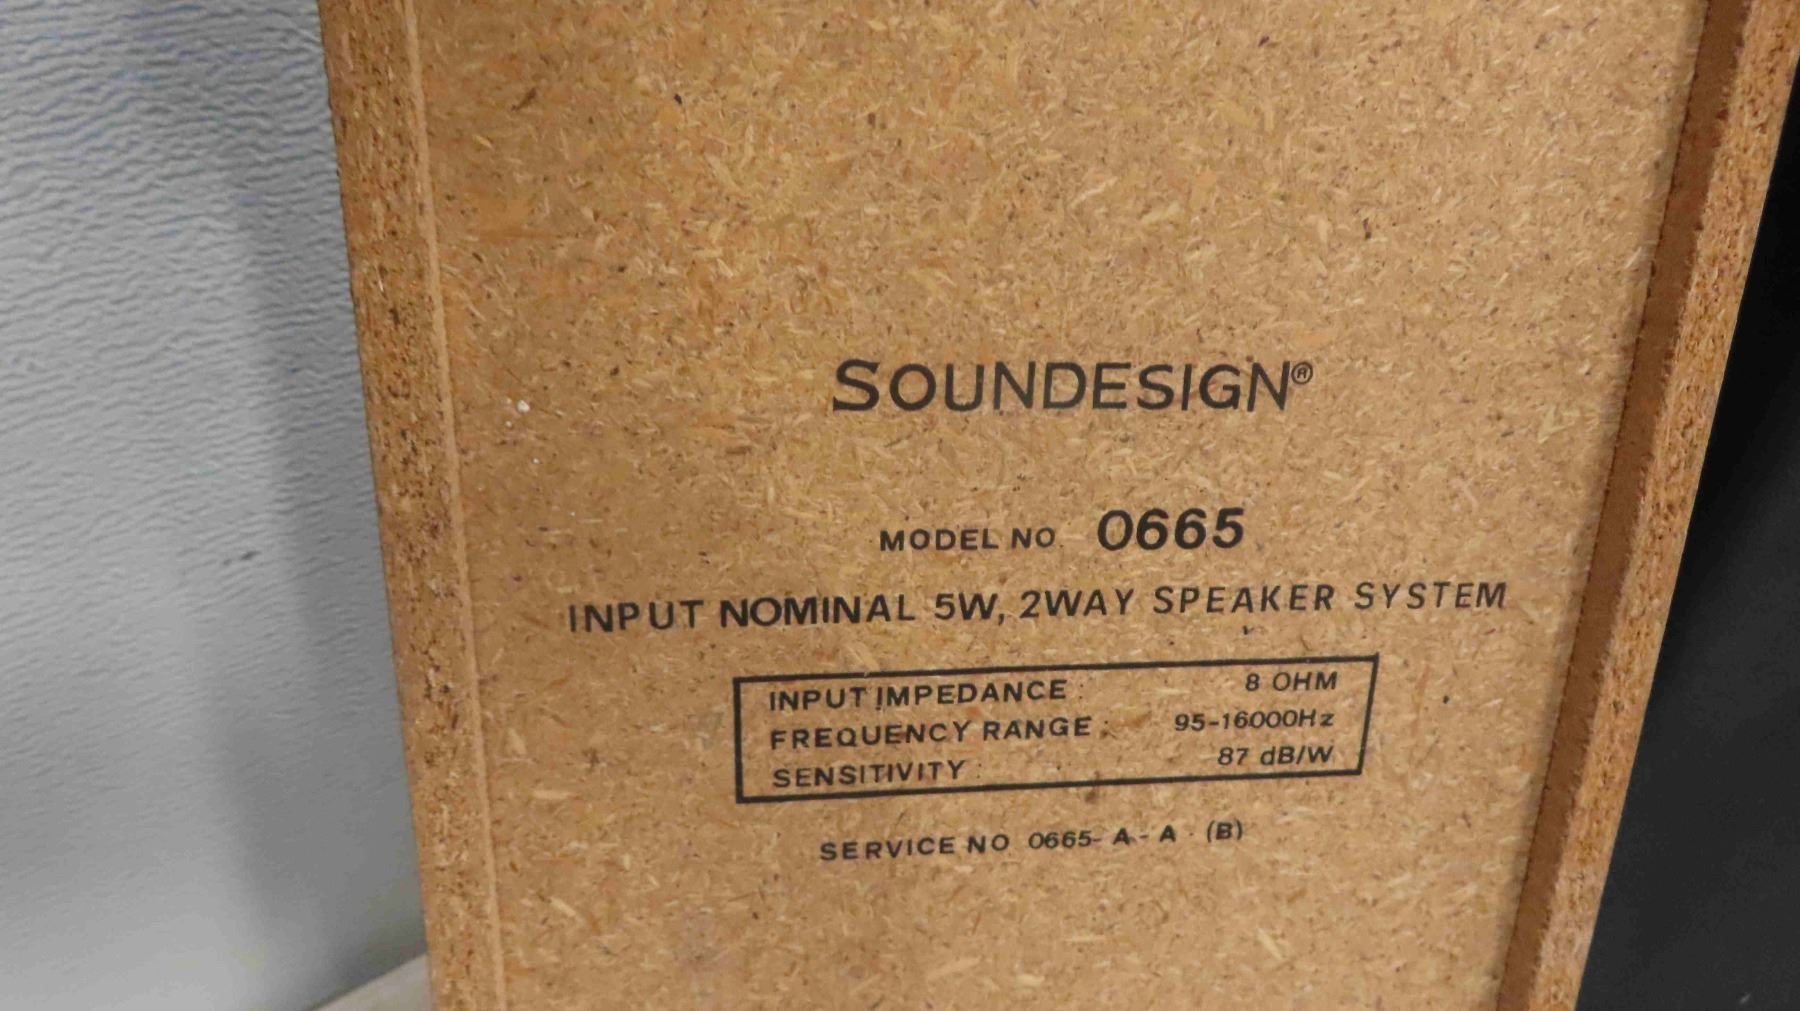 SOUNDESIGN®
MODEL NO. 0665
INPUT NOMINAL 5W, 2WAY SPEAKER SYSTEM
INPUT IMPEDANCE : 8 OHM
FREQUENCY RANGE : 95-16000Hz
SENSITIVITY : 87 dB/W
SERVICE NO 0665-A-A-(B)